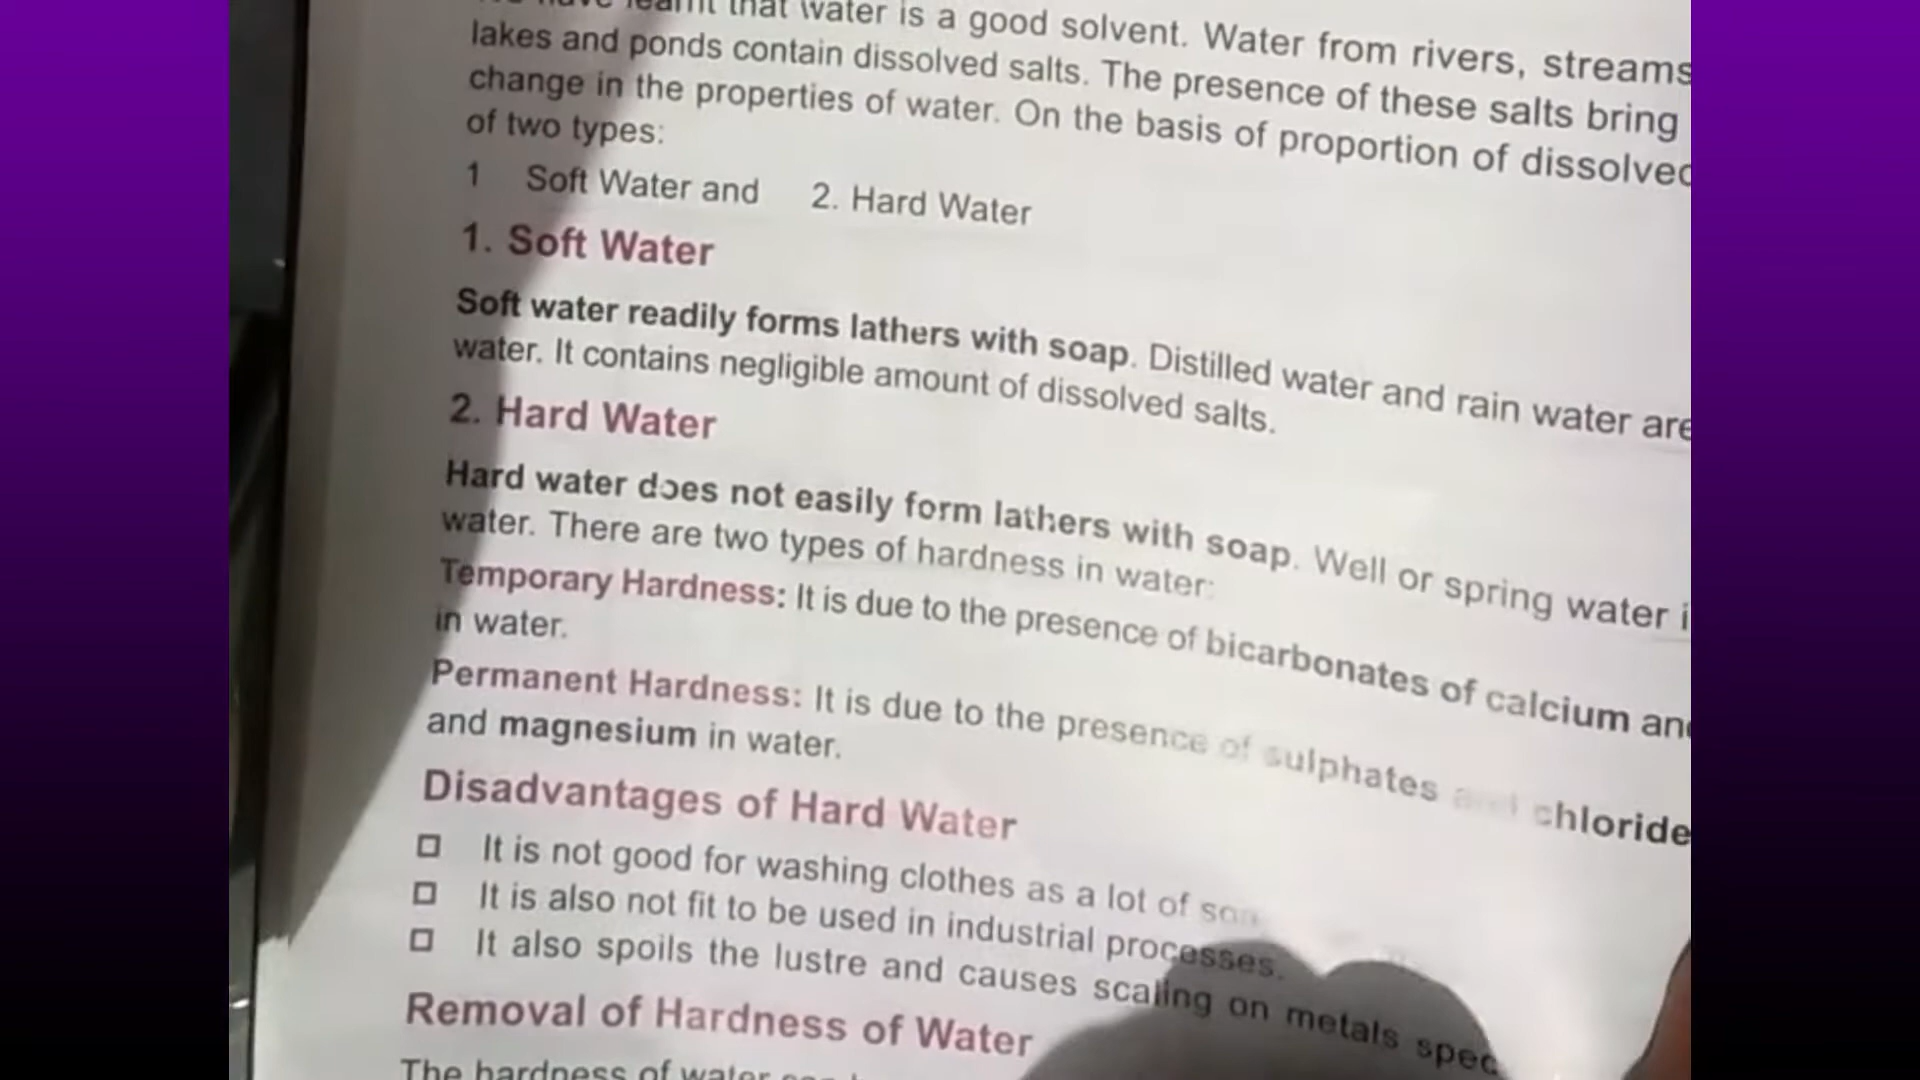 that water is a good solvent. Water from rivers, streams
lakes and ponds contain dissolved salts. The presence of these salts bring
change in the properties of water. On the basis of proportion of dissolved
of two types:
1 Soft Water and 2. Hard Water
1. Soft Water
Soft water readily forms lathers with soap. Distilled water and rain water are
water. It contains negligible amount of dissolved salts.
2. Hard Water
Hard water does not easily form lathers with soap. Well or spring water
water. There are two types of hardness in water:
Temporary Hardness: It is due to the presence of bicarbonates of calcium and
in water.
Permanent Hardness: It is due to the presence of sulphates and chloride
and magnesium in water.
Disadvantages of Hard Water
It is not good for washing clothes as a lot of
It is also not fit to be used in industrial processes.
It also spoils the lustre and causes scaling on metals
Removal of Hardness of Water
The hardness of water